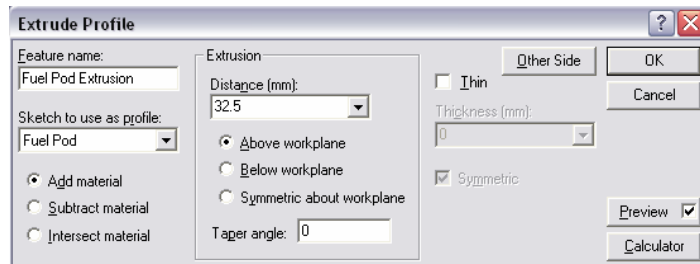 Extrude Profile
Feature name:
Fuel Pod Extrusion
Sketch to use as profile:
Fuel Pod
Add material
Subtract material
Intersect material
Extrusion
Distance (mm):
32.5
Above workplane
Below workplane
Symmetric about workplane
Taper angle: 0
Other Side
Thin
Thickness (mm):
0
Symmetric
OK
Cancel
Preview
Calculator